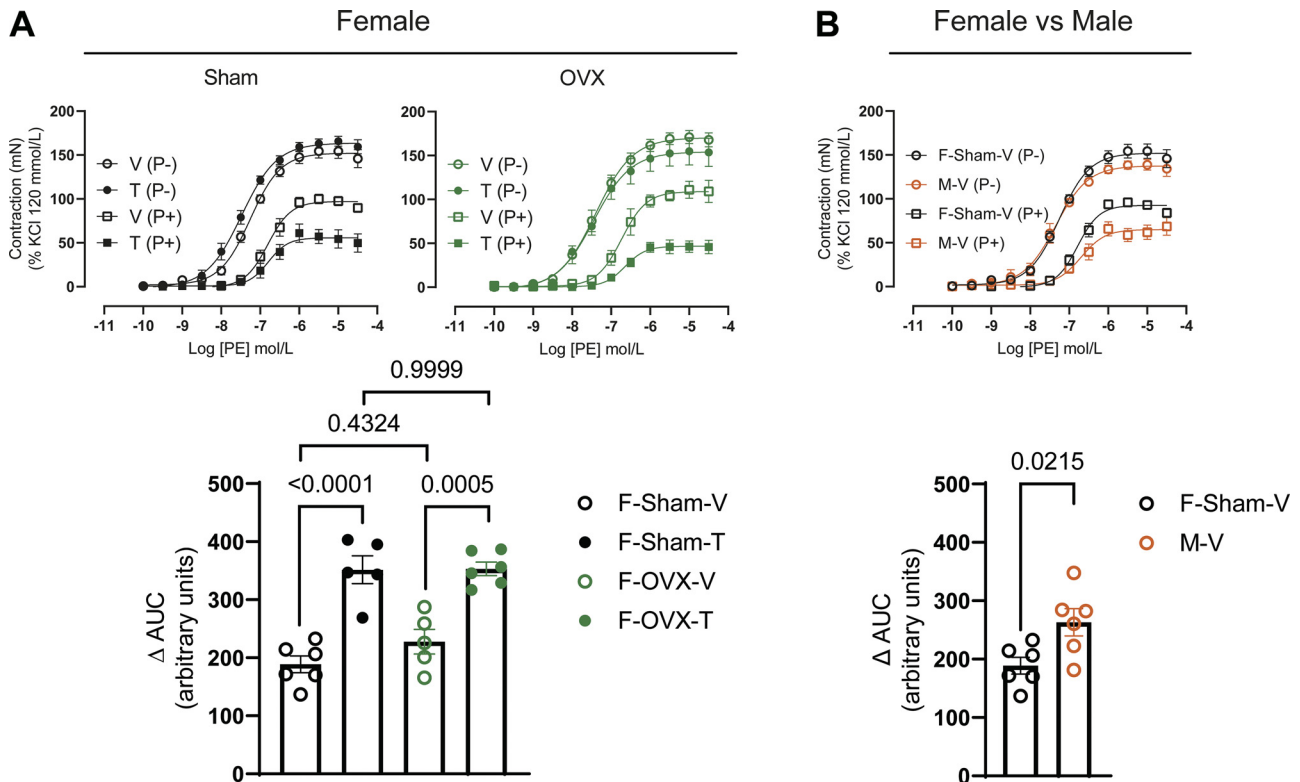 A
Female
B
Female vs Male
Sham
OVX
Contraction (mN)
(% KCl 120 mmol/L)
200
150
100
50
0
V (P-)
T (P-)
V (P+)
T (P+)
-11 -10 -9 -8 -7 -6 -5 -4
Log [PE] mol/L
200
150
100
50
0
V (P-)
T (P-)
V (P+)
T (P+)
-11 -10 -9 -8 -7 -6 -5 -4
Log [PE] mol/L
Contraction (mN)
(% KCl 120 mmol/L)
200
150
100
50
0
F-Sham-V (P-)
M-V (P-)
F-Sham-V (P+)
M-V (P+)
-11 -10 -9 -8 -7 -6 -5 -4
Log [PE] mol/L
0.9999
0.4324
<0.0001
0.0005
Δ AUC
(arbitrary units)
500
400
300
200
100
0
F-Sham-V
F-Sham-T
F-OVX-V
F-OVX-T
0.0215
Δ AUC
(arbitrary units)
500
400
300
200
100
0
F-Sham-V
M-V